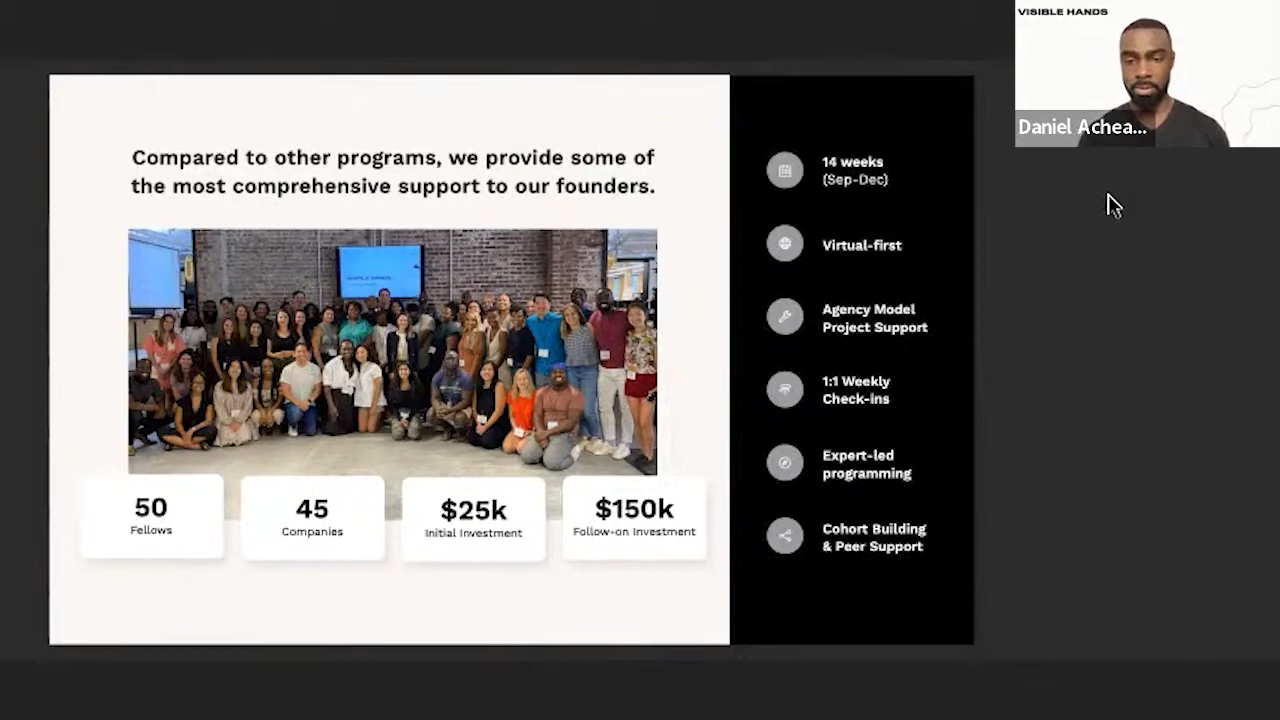 VISIBLE HANDS
Daniel Achea...
Compared to other programs, we provide some of
the most comprehensive support to our founders.
50
Fellows
45
Companies
$25k
Initial Investment
$150k
Follow-on Investment
14 weeks
(Sep-Dec)
Virtual-first
Agency Model
Project Support
1:1 Weekly
Check-ins
Expert-led
programming
Cohort Building
& Peer Support